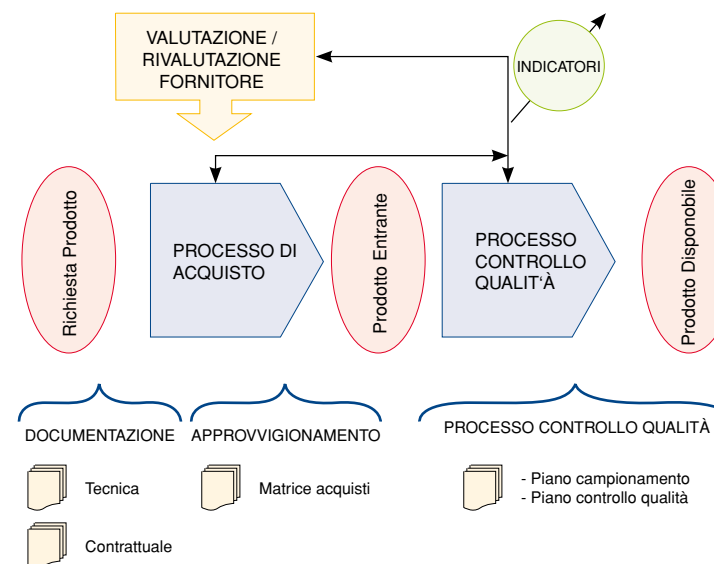 VALUTAZIONE /
RIVALUTAZIONE
FORNITORE
INDICATORI
Richiesta Prodotto
PROCESSO DI
ACQUISTO
Prodotto Entrante
PROCESSO
CONTROLLO
QUALIT‘À
Prodotto Disponobile
DOCUMENTAZIONE
APPROVVIGIONAMENTO
PROCESSO CONTROLLO QUALITÀ
Tecnica
Matrice acquisti
- Piano campionamento
- Piano controllo qualità
Contrattuale